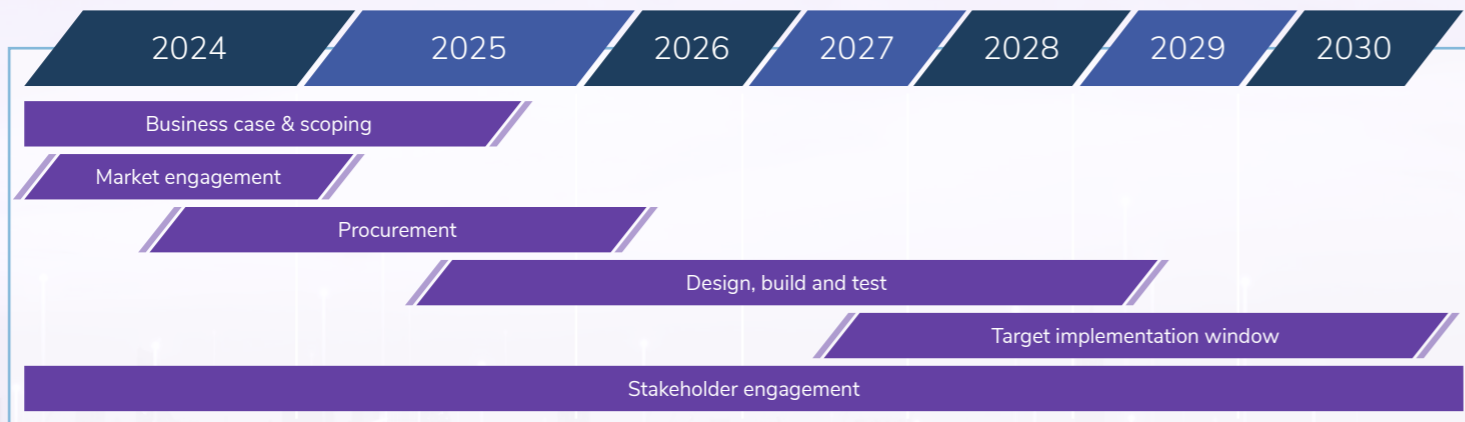 2024 2025 2026 2027 2028 2029 2030
Business case & scoping
Market engagement
Procurement
Design, build and test
Target implementation window
Stakeholder engagement